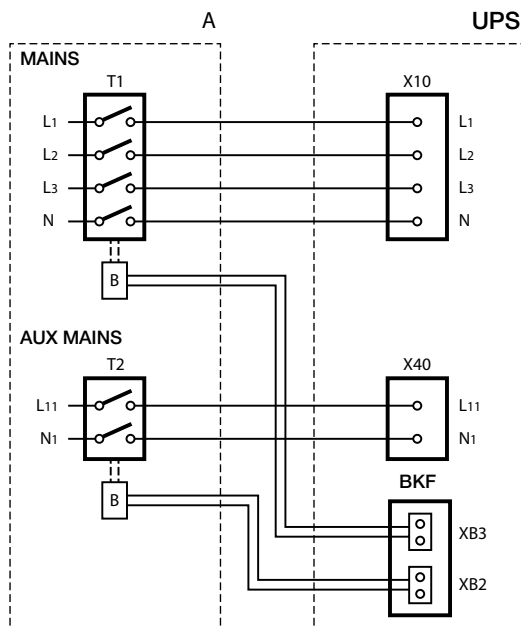 A UPS
MAINS
T1 X10
L1 L1
L2 L2
L3 L3
N N
B
AUX MAINS
T2 X40
L11 L11
N1 N1
BKF
B
XB3
XB2